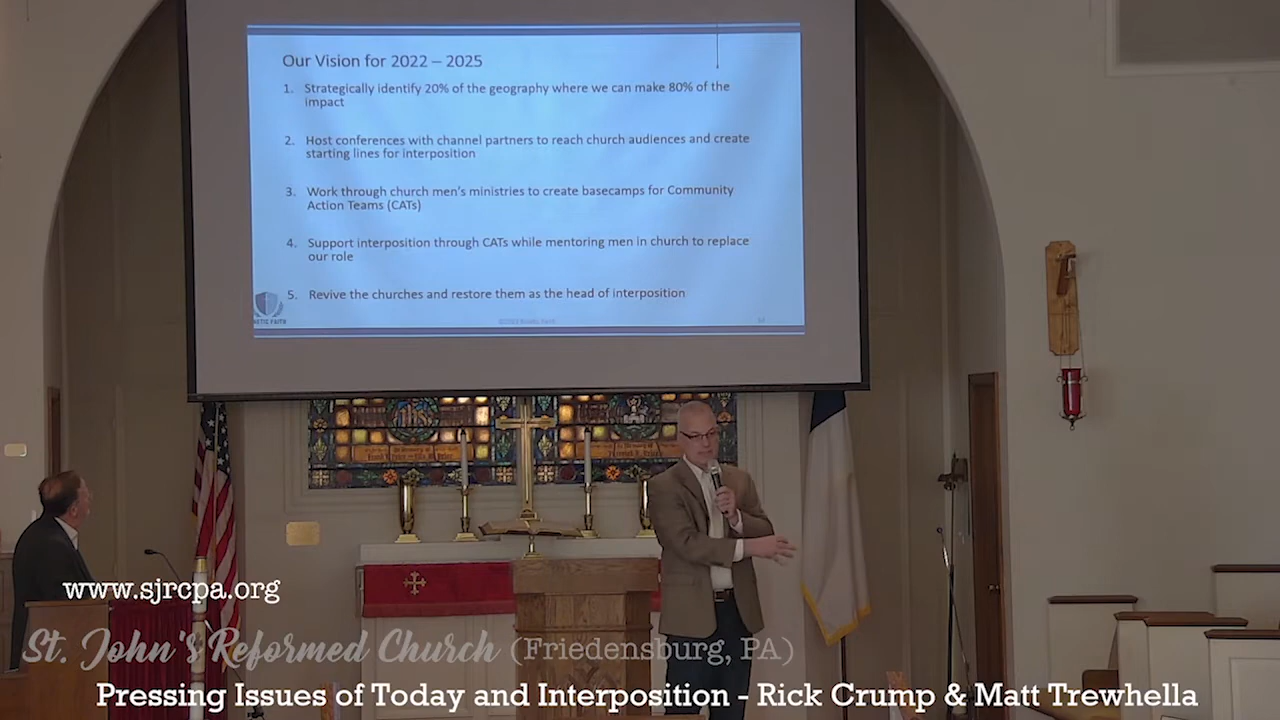 Our Vision for 2022 – 2025
1. Strategically identify 20% of the geography where we can make 80% of the
impact
2. Host conferences with channel partners to reach church audiences and create
starting lines for interposition
3. Work through church men's ministries to create basecamps for Community
Action Teams (CATs)
4. Support interposition through CATs while mentoring men in church to replace
our role
5. Revive the churches and restore them as the head of interposition
www.sjrcpa.org
St. John's Reformed Church (Friedensburg, PA)
Pressing Issues of Today and Interposition - Rick Crump & Matt Trewhella